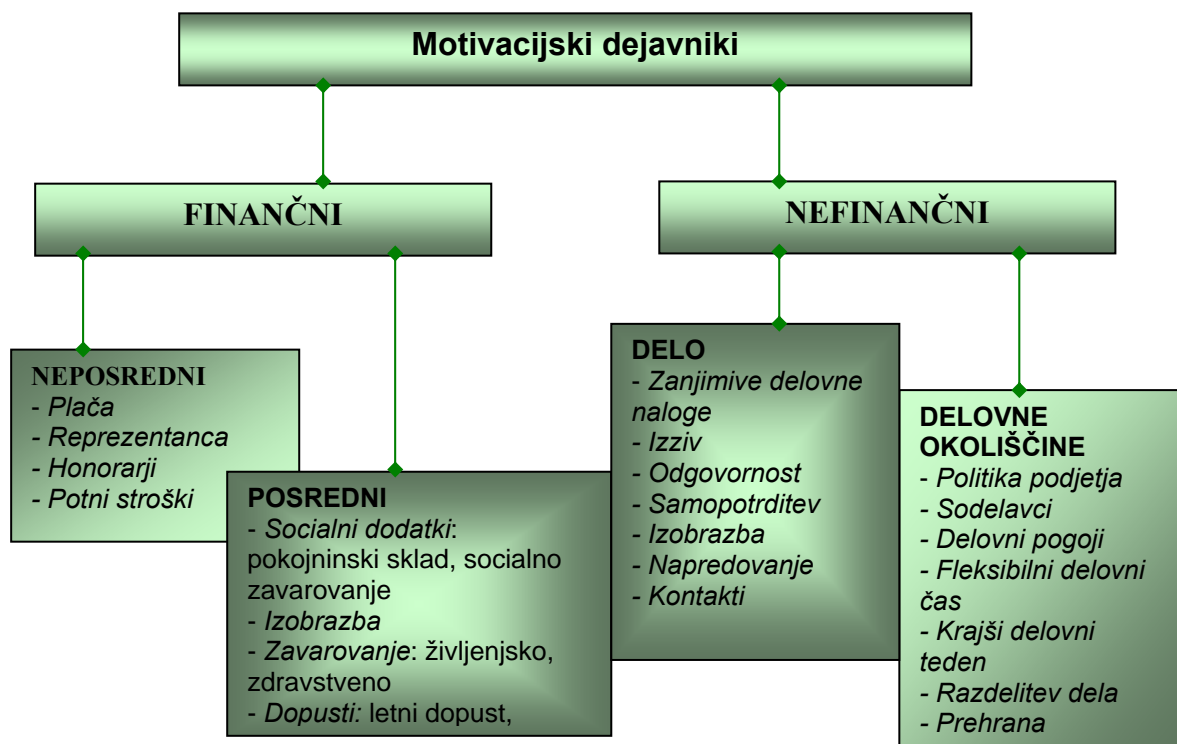 Motivacijski dejavniki
FINANČNI
NEFINANČNI
NEPOSREDNI
- Plača
- Reprezentanca
- Honorarji
- Potni stroški
POSREDNI
- Socialni dodatki:
pokojninski sklad, socialno
zavarovanje
- Izobrazba
- Zavarovanje: življenjsko,
zdravstveno
- Dopusti: letni dopust,
DELO
- Zanjimive delovne
naloge
- Izziv
- Odgovornost
- Samopotrditev
- Izobrazba
- Napredovanje
- Kontakti
DELOVNE
OKOLIŠČINE
- Politika podjetja
- Sodelavci
- Delovni pogoji
- Fleksibilni delovni
čas
- Krajši delovni
teden
- Razdelitev dela
- Prehrana